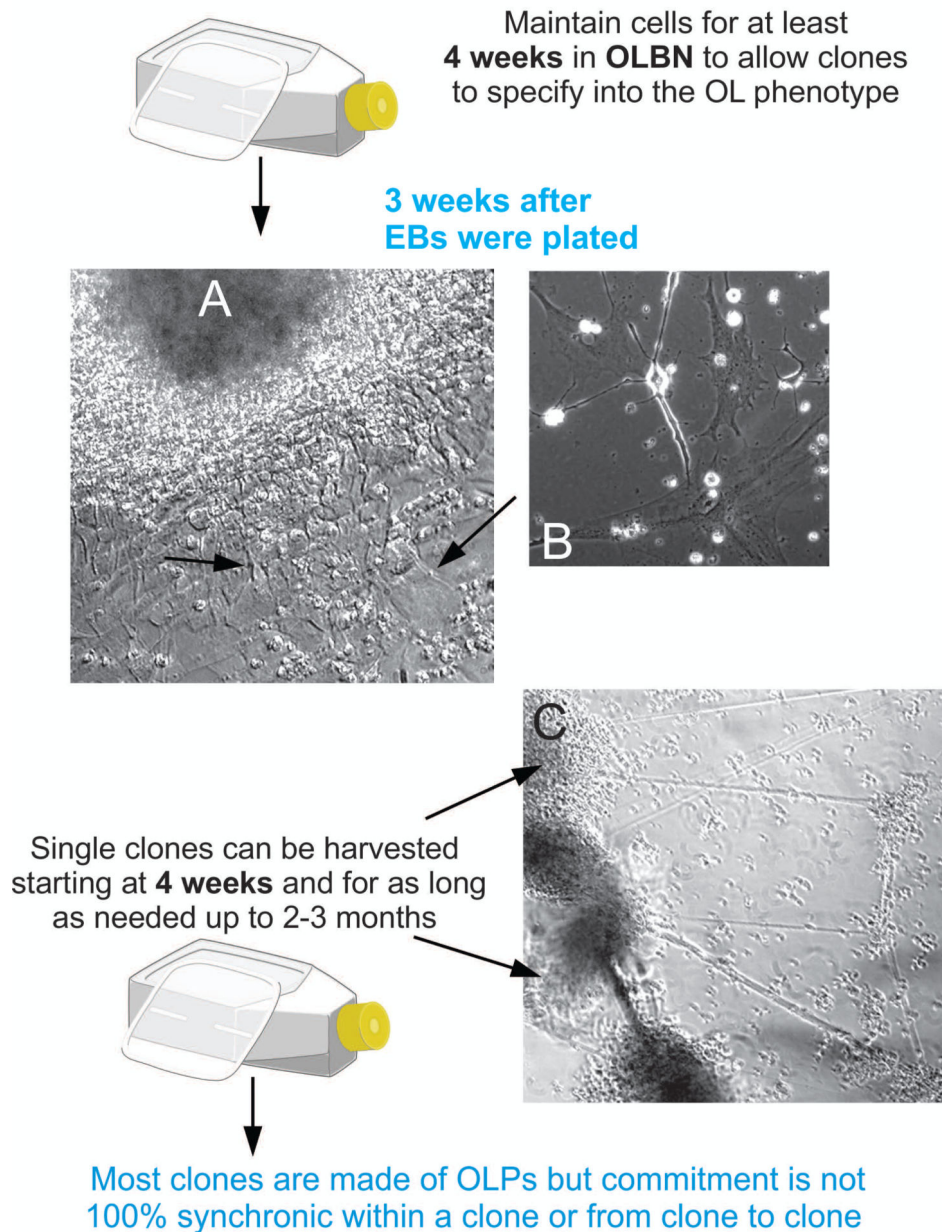 Maintain cells for at least
4 weeks in OLBN to allow clones
to specify into the OL phenotype
3 weeks after
EBs were plated
A
B
C
Single clones can be harvested
starting at 4 weeks and for as long
as needed up to 2-3 months
Most clones are made of OLPs but commitment is not
100% synchronic within a clone or from clone to clone